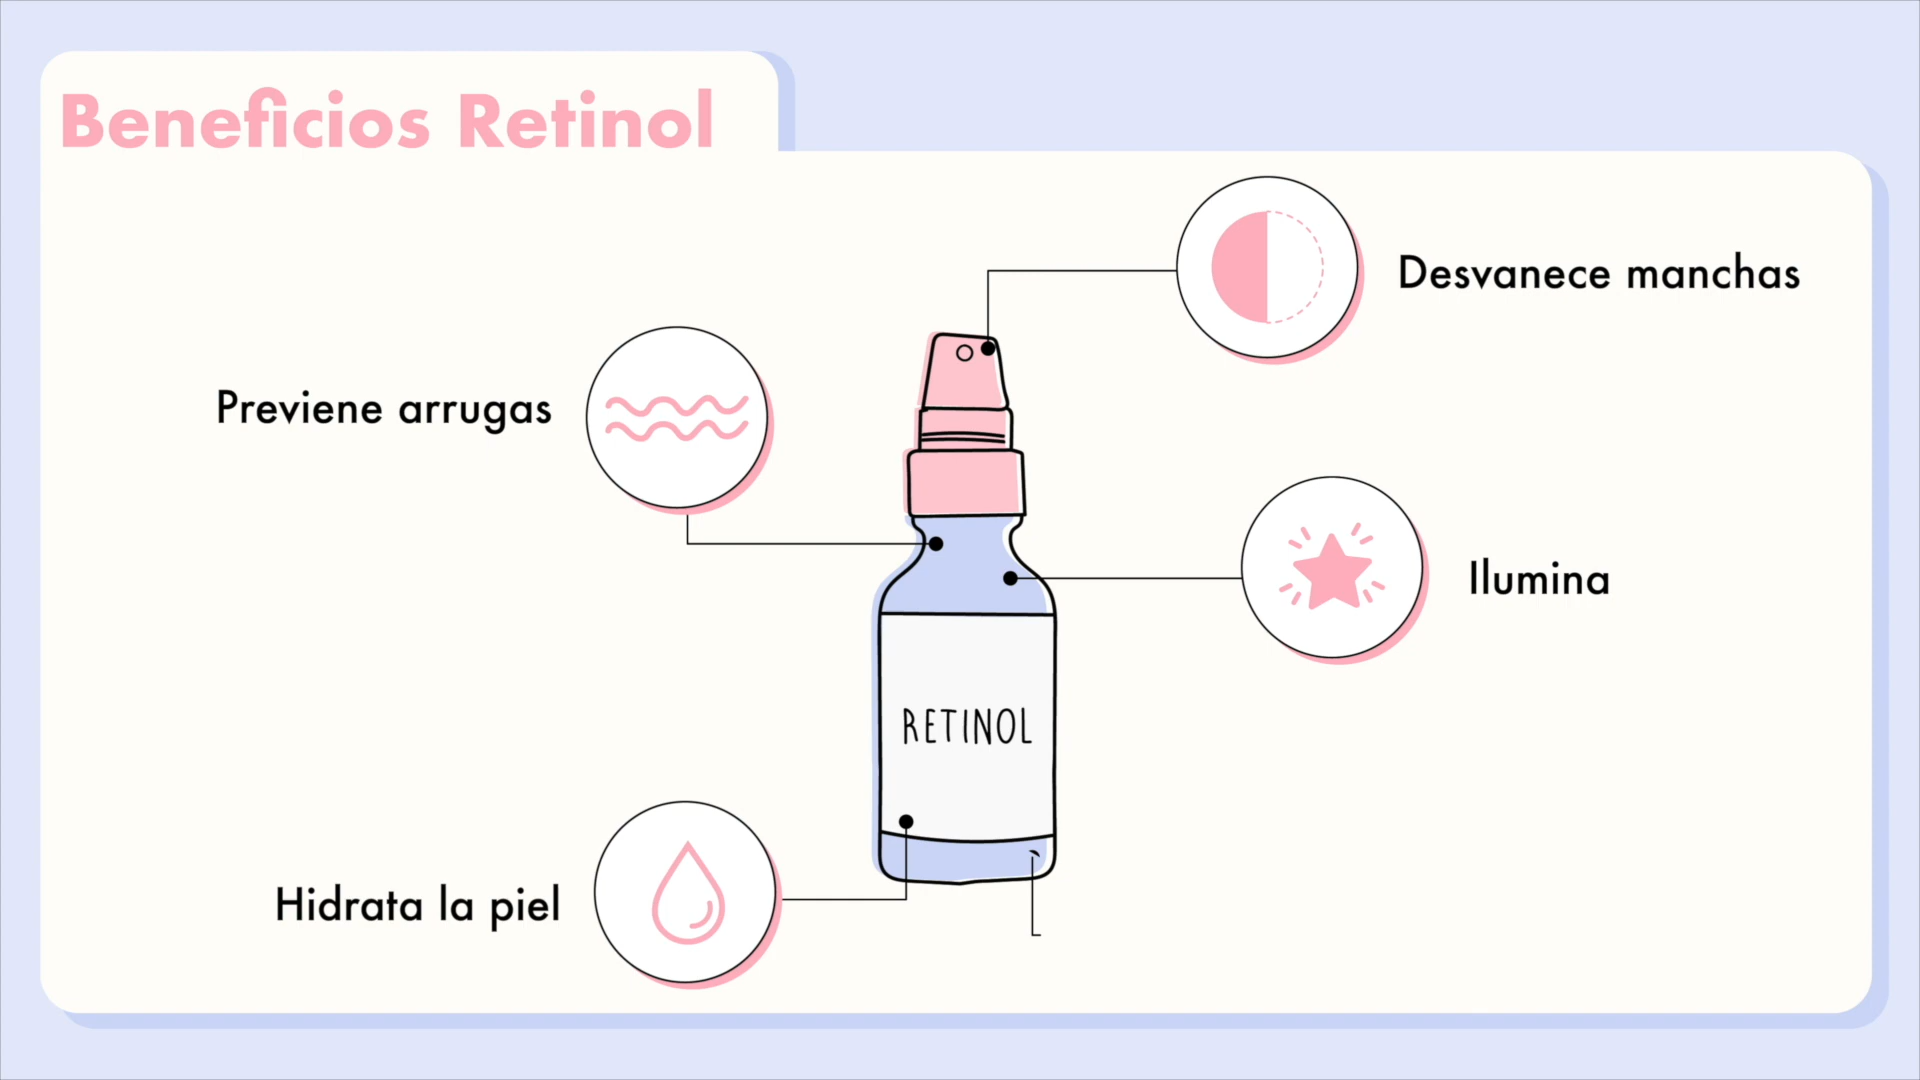 Beneficios Retinol
Desvanece manchas
Previene arrugas
Ilumina
RETINOL
Hidrata la piel